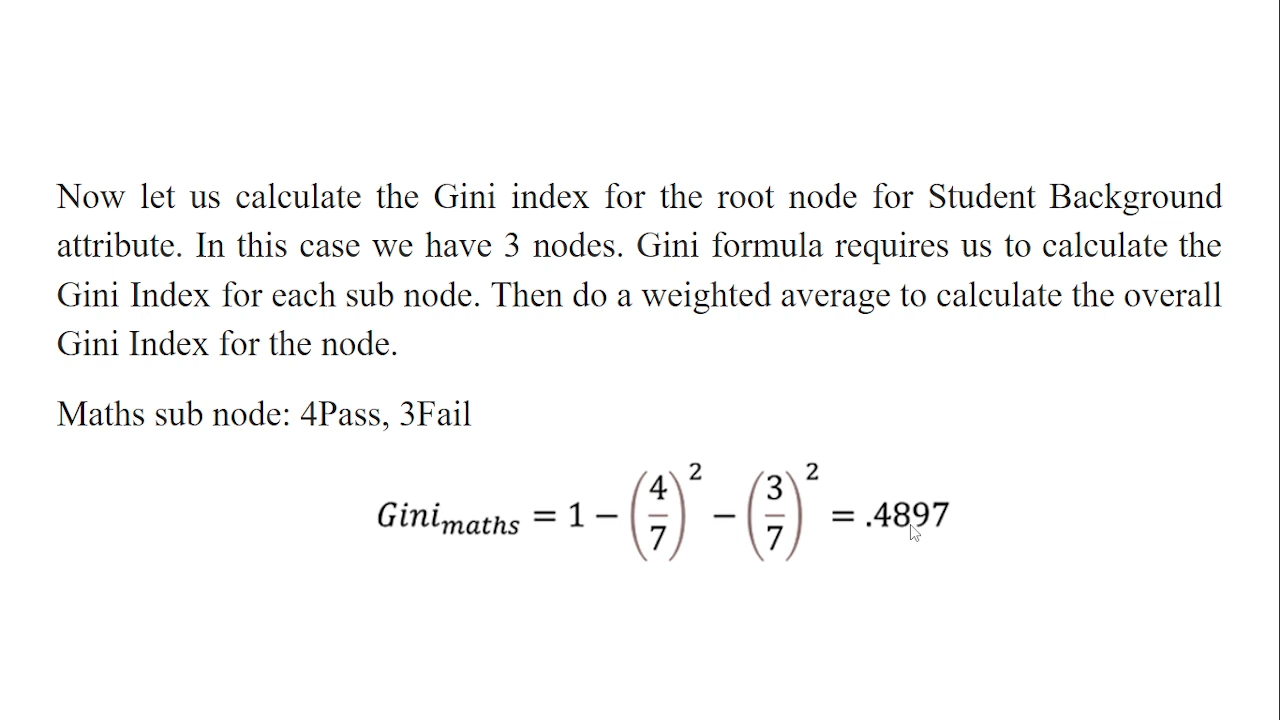 Now let us calculate the Gini index for the root node for Student Background
attribute. In this case we have 3 nodes. Gini formula requires us to calculate the
Gini Index for each sub node. Then do a weighted average to calculate the overall
Gini Index for the node.
Maths sub node: 4Pass, 3Fail
Gini_maths = 1 − (4/7)² − (3/7)² = .4897